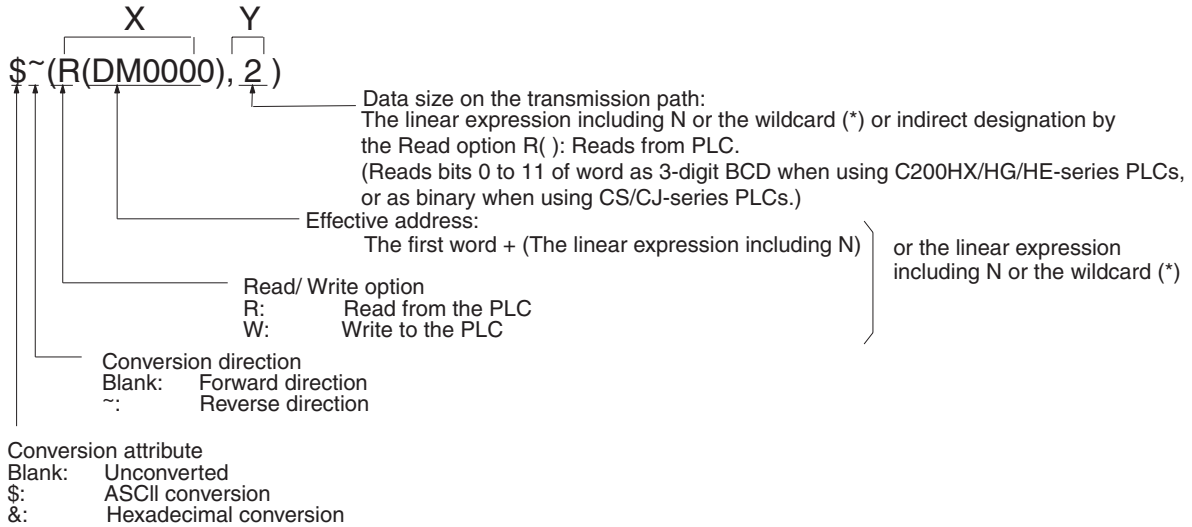 X Y
$~(R(DM0000), 2 )
Data size on the transmission path:
The linear expression including N or the wildcard (*) or indirect designation by
the Read option R( ): Reads from PLC.
(Reads bits 0 to 11 of word as 3-digit BCD when using C200HX/HG/HE-series PLCs,
or as binary when using CS/CJ-series PLCs.)
Effective address:
The first word + (The linear expression including N)
or the linear expression
including N or the wildcard (*)
Read/ Write option
R: Read from the PLC
W: Write to the PLC
Conversion direction
Blank: Forward direction
~: Reverse direction
Conversion attribute
Blank: Unconverted
$: ASCll conversion
&: Hexadecimal conversion